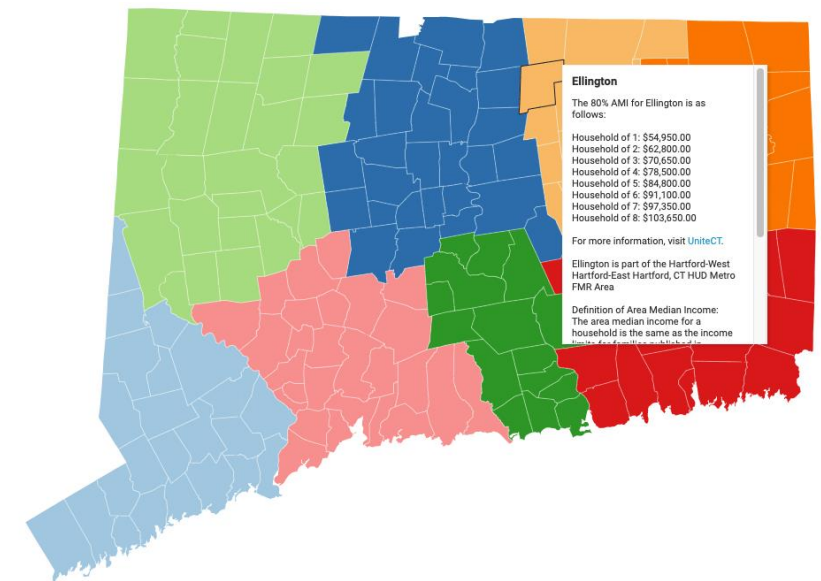 Ellington
The 80% AMI for Ellington is as
follows:
Household of 1: $54,950.00
Household of 2: $62,800.00
Household of 3: $70,650.00
Household of 4: $78,500.00
Household of 5: $84,800.00
Household of 6: $91,100.00
Household of 7: $97,350.00
Household of 8: $103,650.00
For more information, visit UniteCT.
Ellington is part of the Hartford-West
Hartford-East Hartford, CT HUD Metro
FMR Area
Definition of Area Median Income:
The area median income for a
household is the same as the income